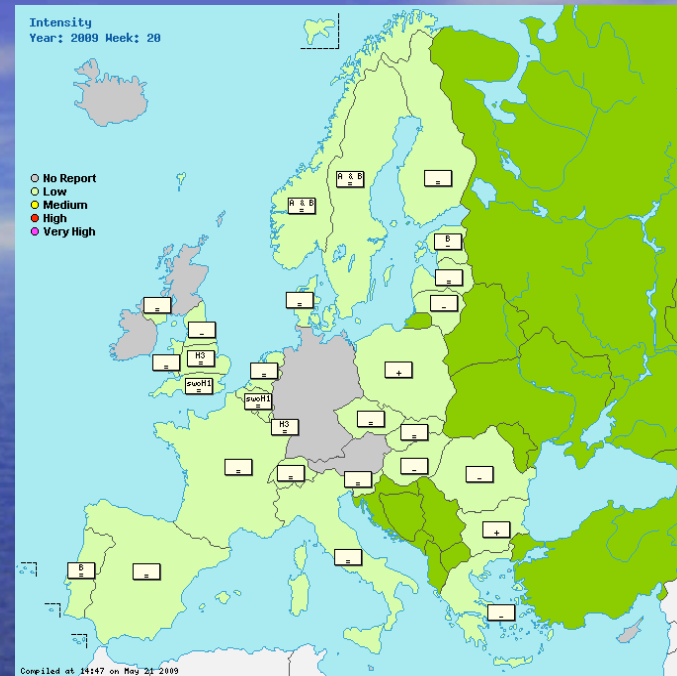 Intensity
Year: 2009 Week: 20
No Report
Low
Medium
High
Very High
A & B
=
A & B
=
=
B
–
=
–
=
=
–
=
H3
=
swoH1
=
=
swoH1
=
H3
=
+
=
=
=
=
=
–
–
+
B
=
=
=
–
Compiled at 14:47 on May 21 2009